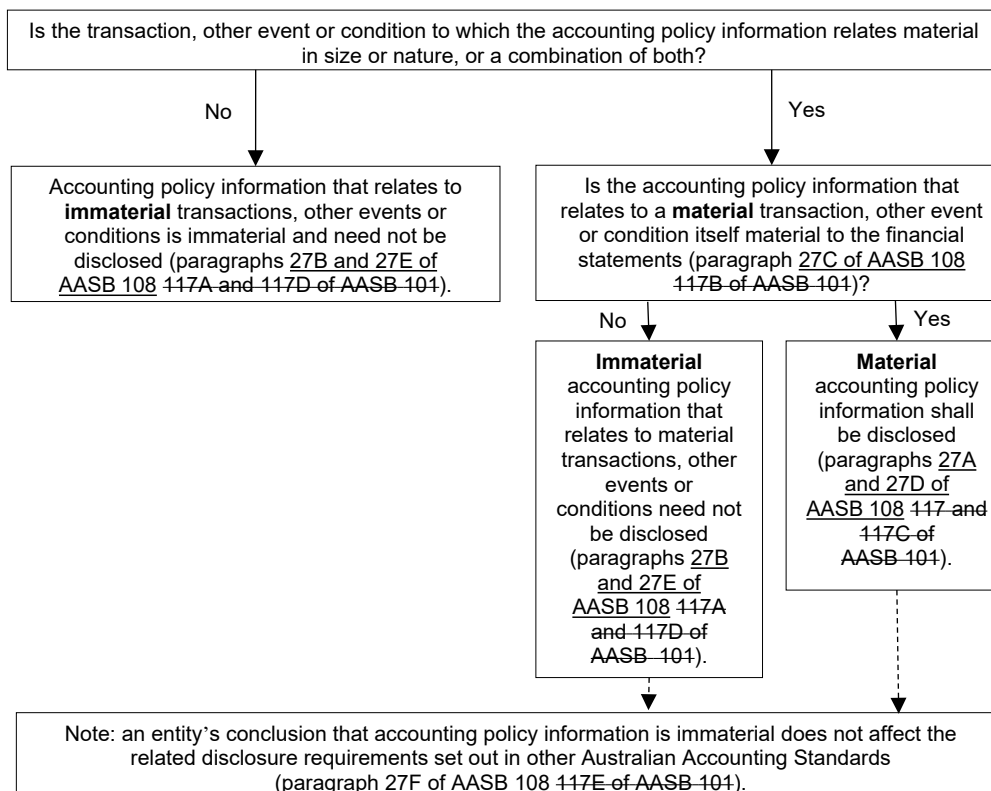 Is the transaction, other event or condition to which the accounting policy information relates material
in size or nature, or a combination of both?
No
Yes
Accounting policy information that relates to
immaterial transactions, other events or
conditions is immaterial and need not be
disclosed (paragraphs 27B and 27E of
AASB 108 117A and 117D of AASB 101).
Is the accounting policy information that
relates to a material transaction, other event
or condition itself material to the financial
statements (paragraph 27C of AASB 108
117B of AASB 101)?
No
Yes
Immaterial
accounting policy
information that
relates to material
transactions, other
events or
conditions need not
be disclosed
(paragraphs 27B
and 27E of
AASB 108 117A
and 117D of
AASB 101).
Material
accounting policy
information shall
be disclosed
(paragraphs 27A
and 27D of
AASB 108 117 and
117C of
AASB 101).
Note: an entity's conclusion that accounting policy information is immaterial does not affect the
related disclosure requirements set out in other Australian Accounting Standards
(paragraph 27F of AASB 108 117E of AASB 101).